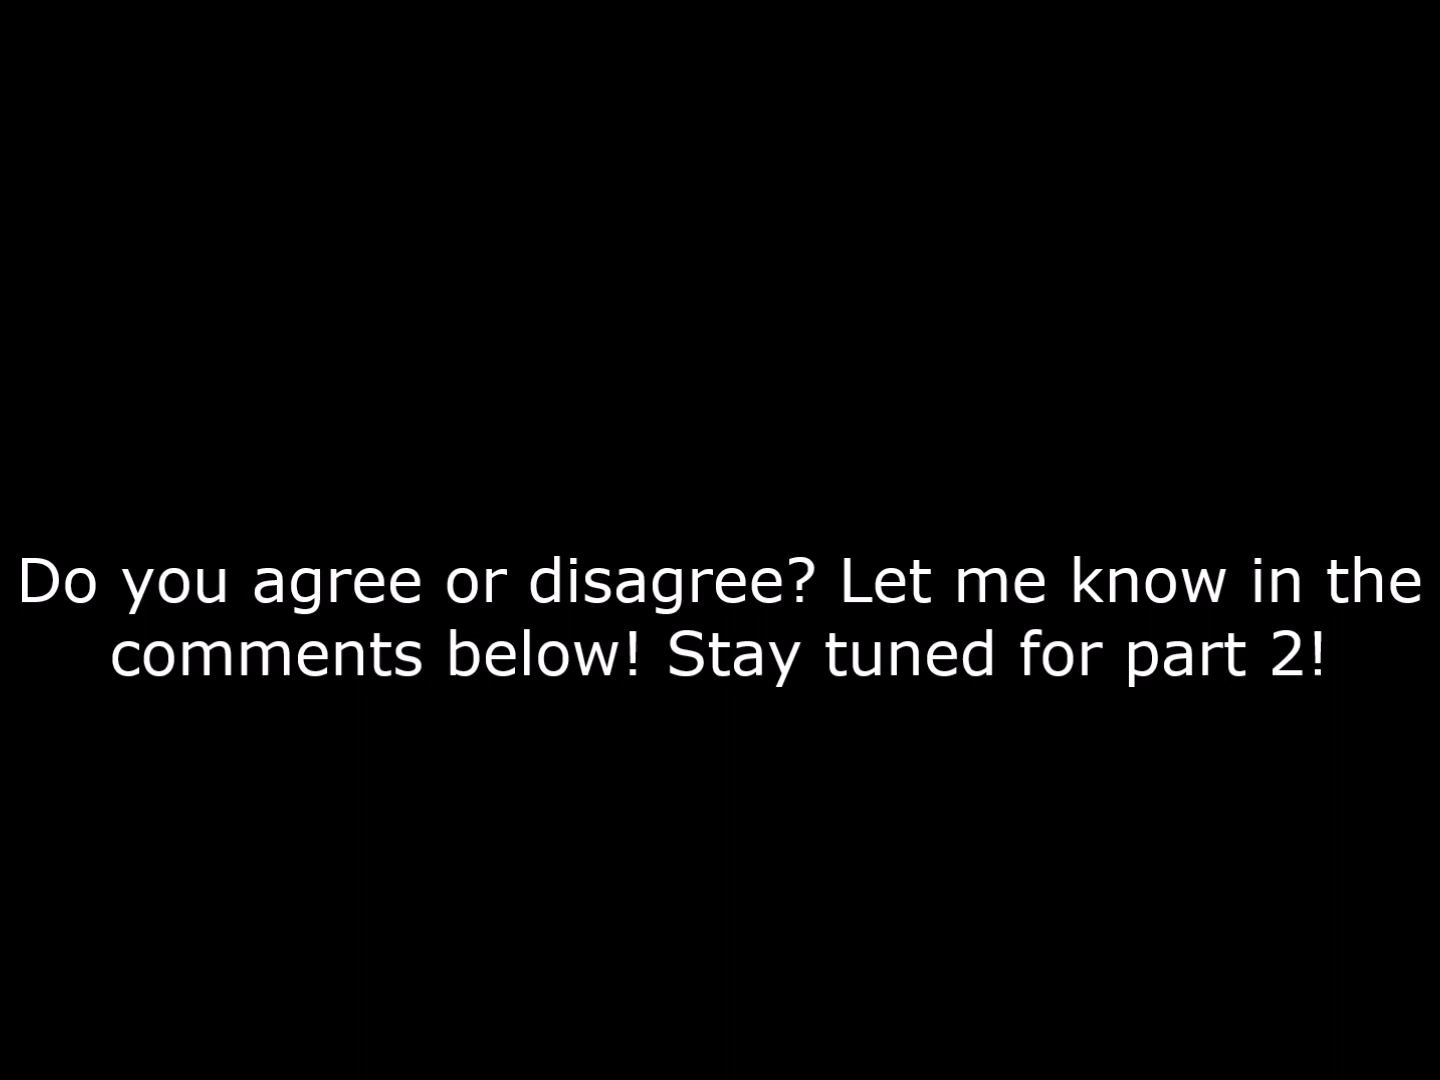 Do you agree or disagree? Let me know in the
comments below! Stay tuned for part 2!